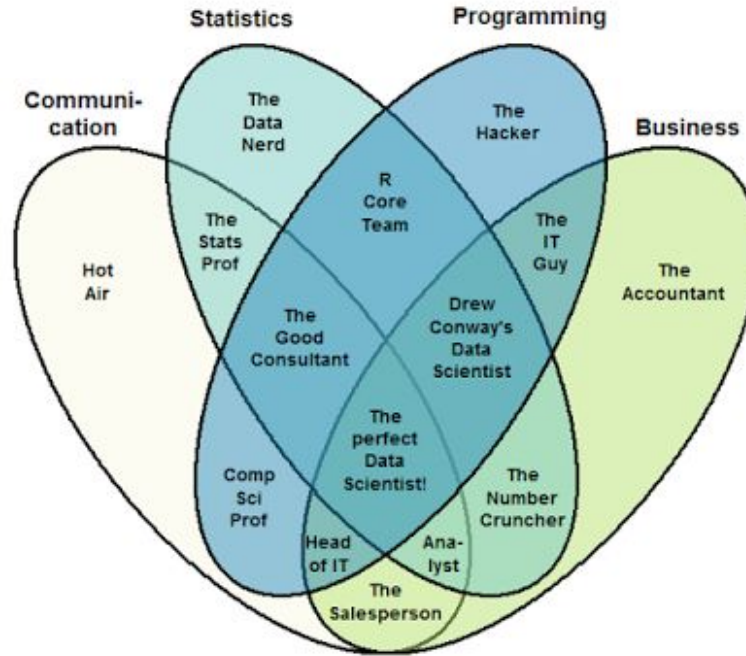 Statistics
Programming
Communi-
cation
Business
The
Data
Nerd
The
Hacker
R
Core
Team
The
Stats
Prof
The
IT
Guy
Hot
Air
The
Accountant
The
Good
Consultant
Drew
Conway's
Data
Scientist
The
perfect
Data
Scientist!
Comp
Sci
Prof
The
Number
Cruncher
Head
of IT
Ana-
lyst
The
Salesperson